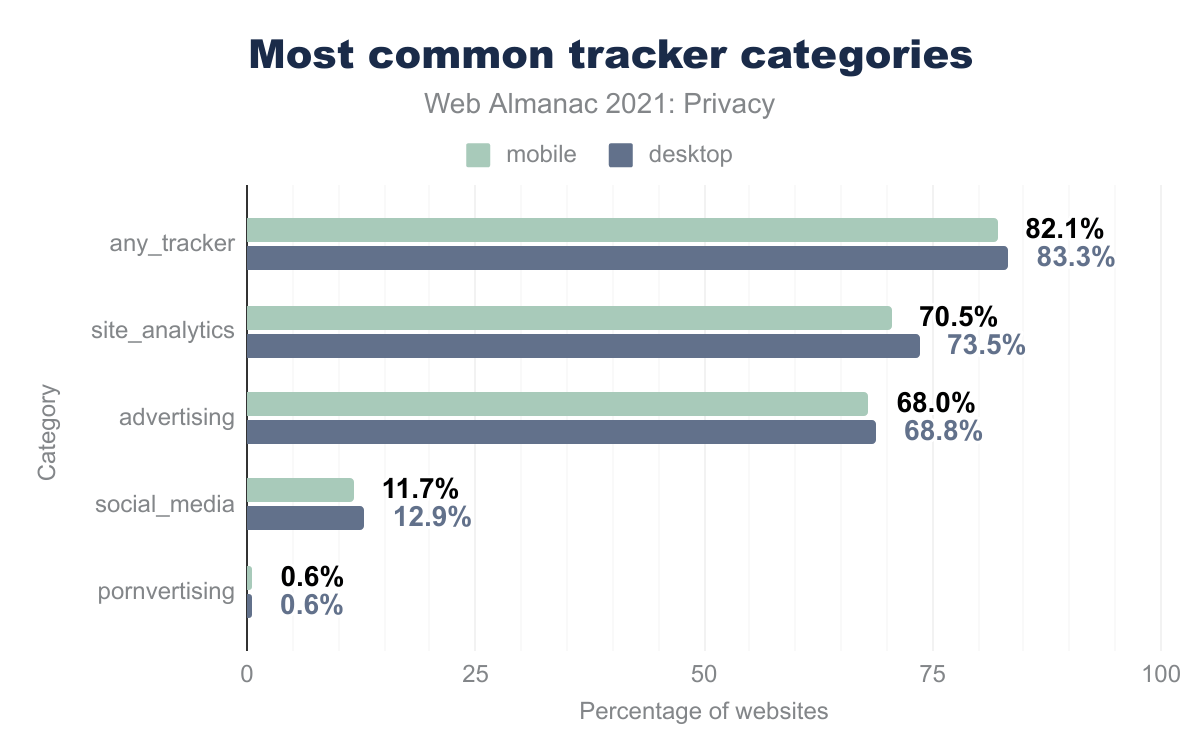 Most common tracker categories
Web Almanac 2021: Privacy
mobile desktop
any_tracker 82.1%
83.3%
site_analytics 70.5%
73.5%
advertising 68.0%
68.8%
social_media 11.7%
12.9%
pornvertising 0.6%
0.6%
Category
0 25 50 75 100
Percentage of websites